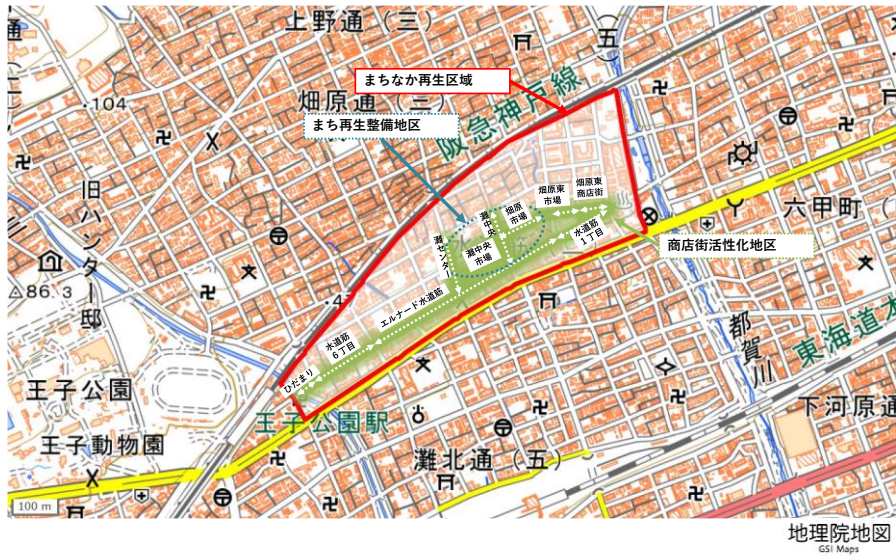 上野通（三）
（五）
通
まちなか再生区域
・104
畑原通（三）
阪急神戸線
まち再生整備地区
旧ハンター邸
六甲町
畑原東
市場
畑原東
商店街
畑原
市場
灘中央
灘センター
灘中央
市場
水道筋
1丁目
商店街活性化地区
86.3
エルナード水道筋
水道筋
6丁目
ひだまり
都賀川
東海道本
王子公園
王子公園駅
下河原通
王子動物園
灘北通（五）
100 m
地理院地図
GSI Maps